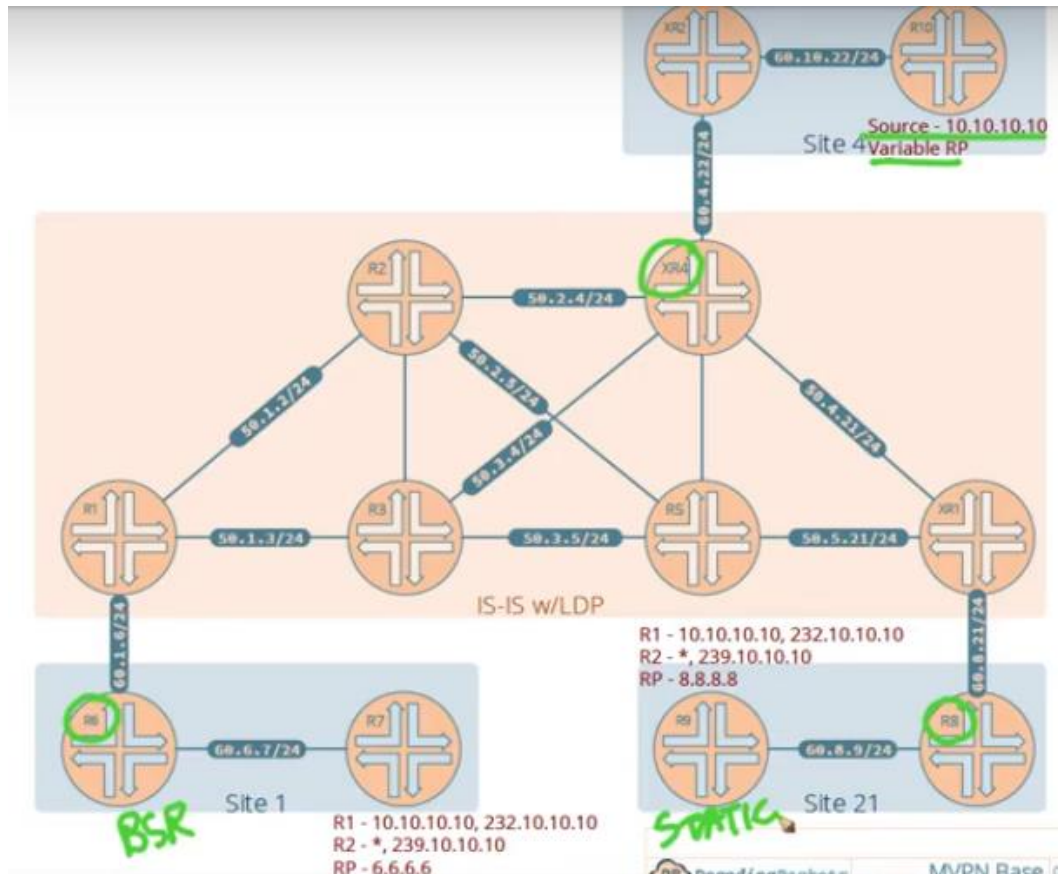 XR2
60.10.22/24
R10
Source - 10.10.10.10
Site 4
Variable RP
60.4.22/24
R2
XR4
50.2.4/24
50.1.2/24
50.2.5/24
50.3.4/24
50.4.21/24
R1
R3
R5
XR1
50.1.3/24
50.3.5/24
50.5.21/24
IS-IS w/LDP
60.1.6/24
60.8.21/24
R1 - 10.10.10.10, 232.10.10.10
R2 - *, 239.10.10.10
RP - 8.8.8.8
R6
60.6.7/24
R7
R9
60.8.9/24
R8
Site 1
Site 21
BSR
STATIC
R1 - 10.10.10.10, 232.10.10.10
R2 - *, 239.10.10.10
RP - 6.6.6.6
MVPN Base